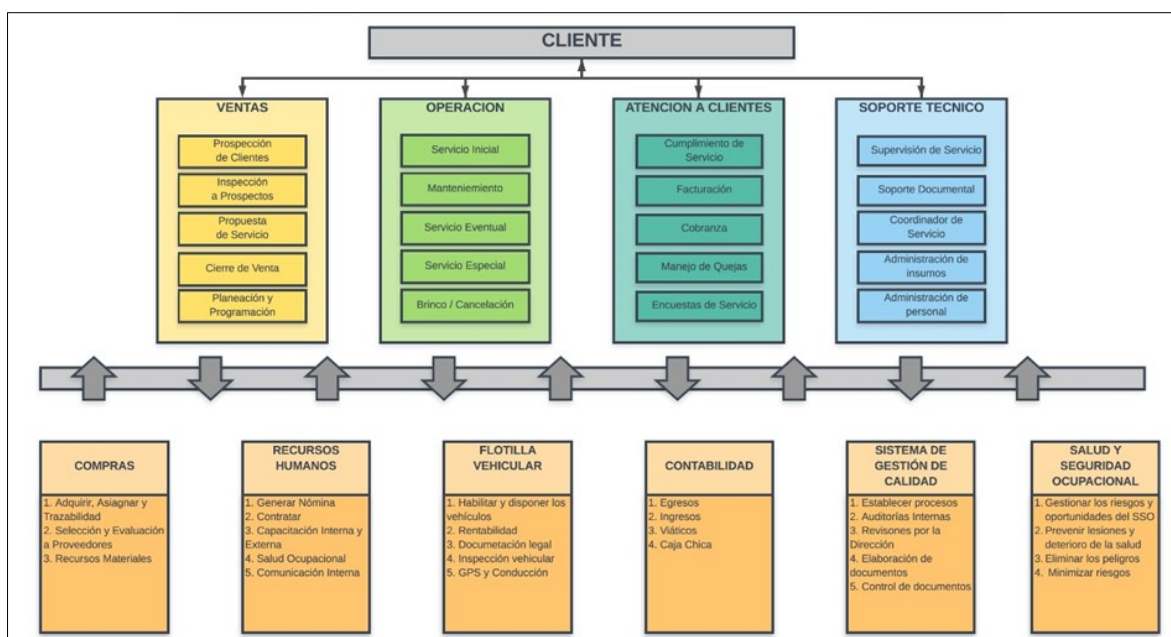 CLIENTE
VENTAS
Prospección
de Clientes
Inspección
a Prospectos
Propuesta
de Servicio
Cierre de Venta
Planeación y
Programación
OPERACION
Servicio Inicial
Manteniemiento
Servicio Eventual
Servicio Especial
Brinco / Cancelación
ATENCION A CLIENTES
Cumplimiento de
Servicio
Facturación
Cobranza
Manejo de Quejas
Encuestas de Servicio
SOPORTE TECNICO
Supervisión de Servicio
Soporte Documental
Coordinador de
Servicio
Administración de
insumos
Administración de
personal
COMPRAS
1. Adquirir, Asiagnar y
Trazabilidad
2. Selección y Evaluación
a Proveedores
3. Recursos Materiales
RECURSOS
HUMANOS
1. Generar Nómina
2. Contratar
3. Capacitación Interna y
Externa
4. Salud Ocupacional
5. Comunicación Interna
FLOTILLA
VEHICULAR
1. Habilitar y disponer los
vehículos
2. Rentabilidad
3. Documetación legal
4. Inspección vehicular
5. GPS y Conducción
CONTABILIDAD
1. Egresos
2. Ingresos
3. Viáticos
4. Caja Chica
SISTEMA DE
GESTIÓN DE
CALIDAD
1. Establecer procesos
2. Auditorías Internas
3. Revisones por la
Dirección
4. Elaboración de
documentos
5. Control de documentos
SALUD Y
SEGURIDAD
OCUPACIONAL
1. Gestionar los riesgos y
oportunidades del SSO
2. Prevenir lesiones y
deterioro de la salud
3. Eliminar los peligros
4. Minimizar riesgos